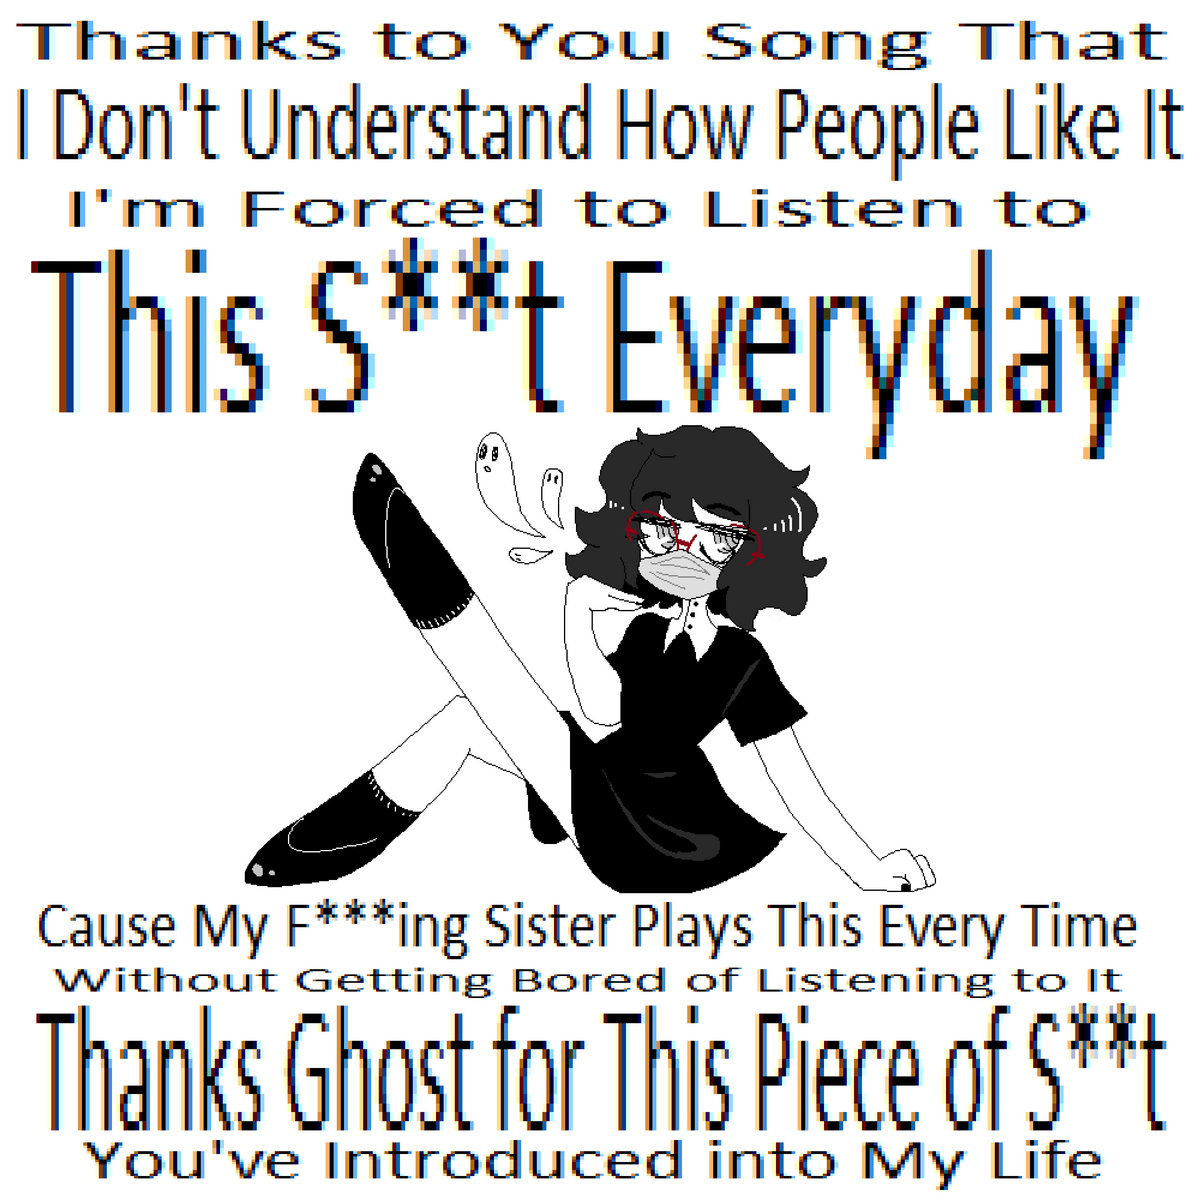 Thanks to You Song That
I Don't Understand How People Like It
I'm Forced to Listen to
This S**t Everyday
Cause My F***ing Sister Plays This Every Time
Without Getting Bored of Listening to It
Thanks Ghost for This Piece of S**t
You've Introduced into My Life